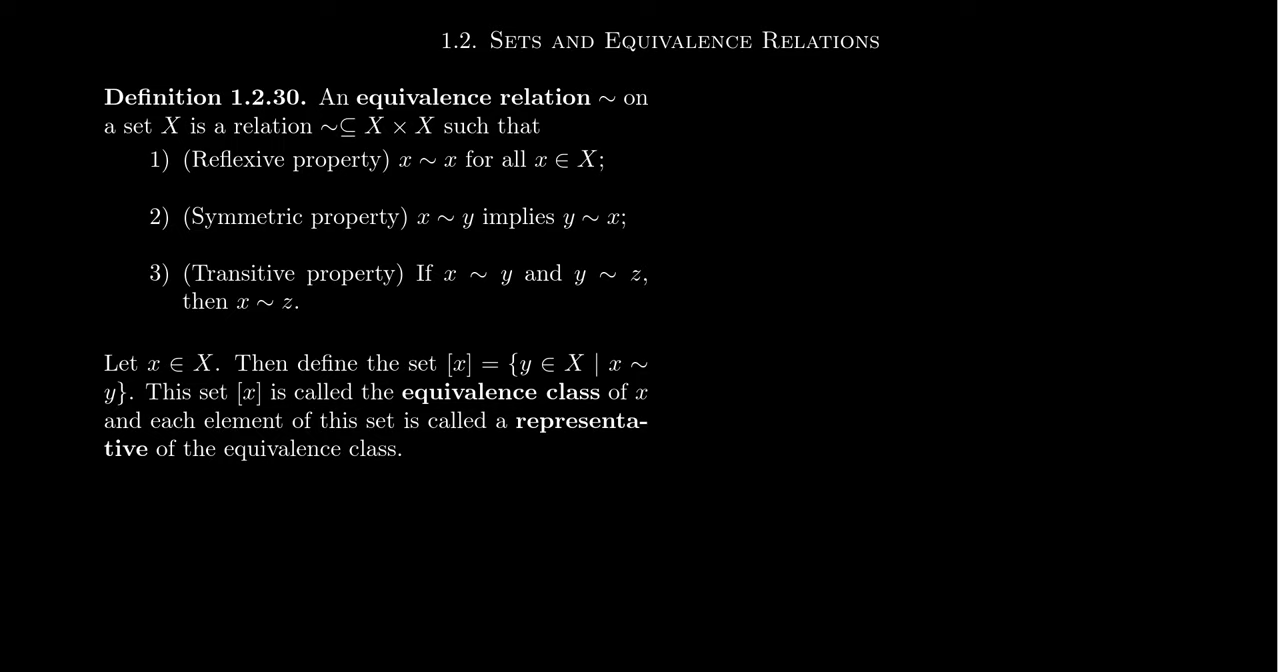 1.2. Sets and Equivalence Relations
Definition 1.2.30. An equivalence relation ∼ on
a set X is a relation ∼⊆ X × X such that
1) (Reflexive property) x ∼ x for all x ∈ X;
2) (Symmetric property) x ∼ y implies y ∼ x;
3) (Transitive property) If x ∼ y and y ∼ z,
then x ∼ z.
Let x ∈ X. Then define the set [x] = {y ∈ X | x ∼
y}. This set [x] is called the equivalence class of x
and each element of this set is called a representa-
tive of the equivalence class.